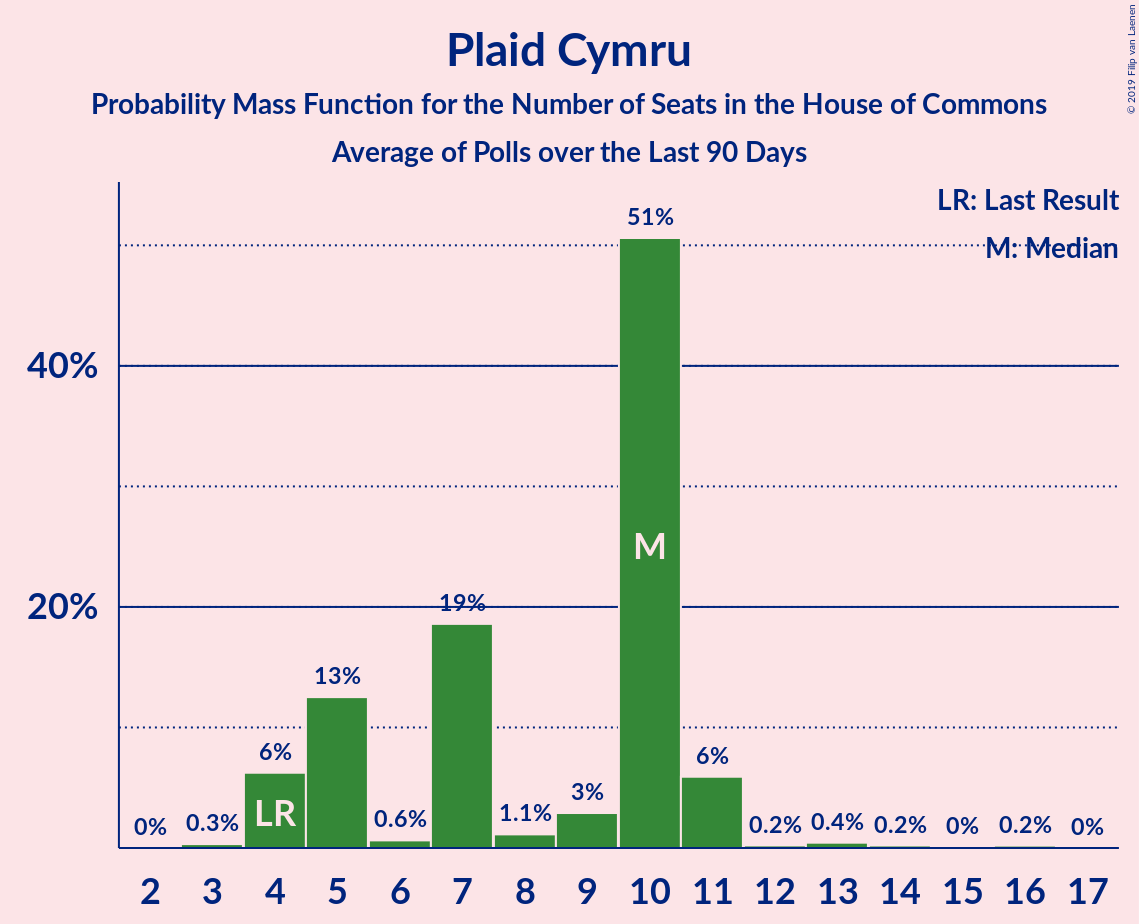 Plaid Cymru
Probability Mass Function for the Number of Seats in the House of Commons
Average of Polls over the Last 90 Days
© 2019 Filip van Laenen
LR: Last Result
M: Median
51%
40%
M
20%
19%
13%
6%
LR
6%
3%
1.1%
0% 0.3% 0.6% 0.2% 0.4% 0.2% 0% 0.2% 0%
2 3 4 5 6 7 8 9 10 11 12 13 14 15 16 17